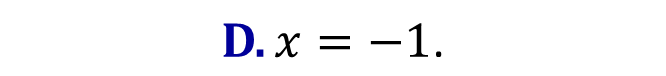 D. x = −1.